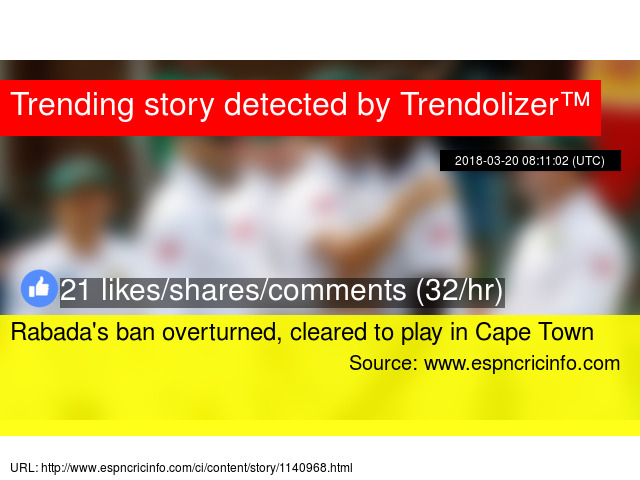 Trending story detected by Trendolizer™
2018-03-20 08:11:02 (UTC)
21 likes/shares/comments (32/hr)
Rabada's ban overturned, cleared to play in Cape Town
Source: www.espncricinfo.com
URL: http://www.espncricinfo.com/ci/content/story/1140968.html